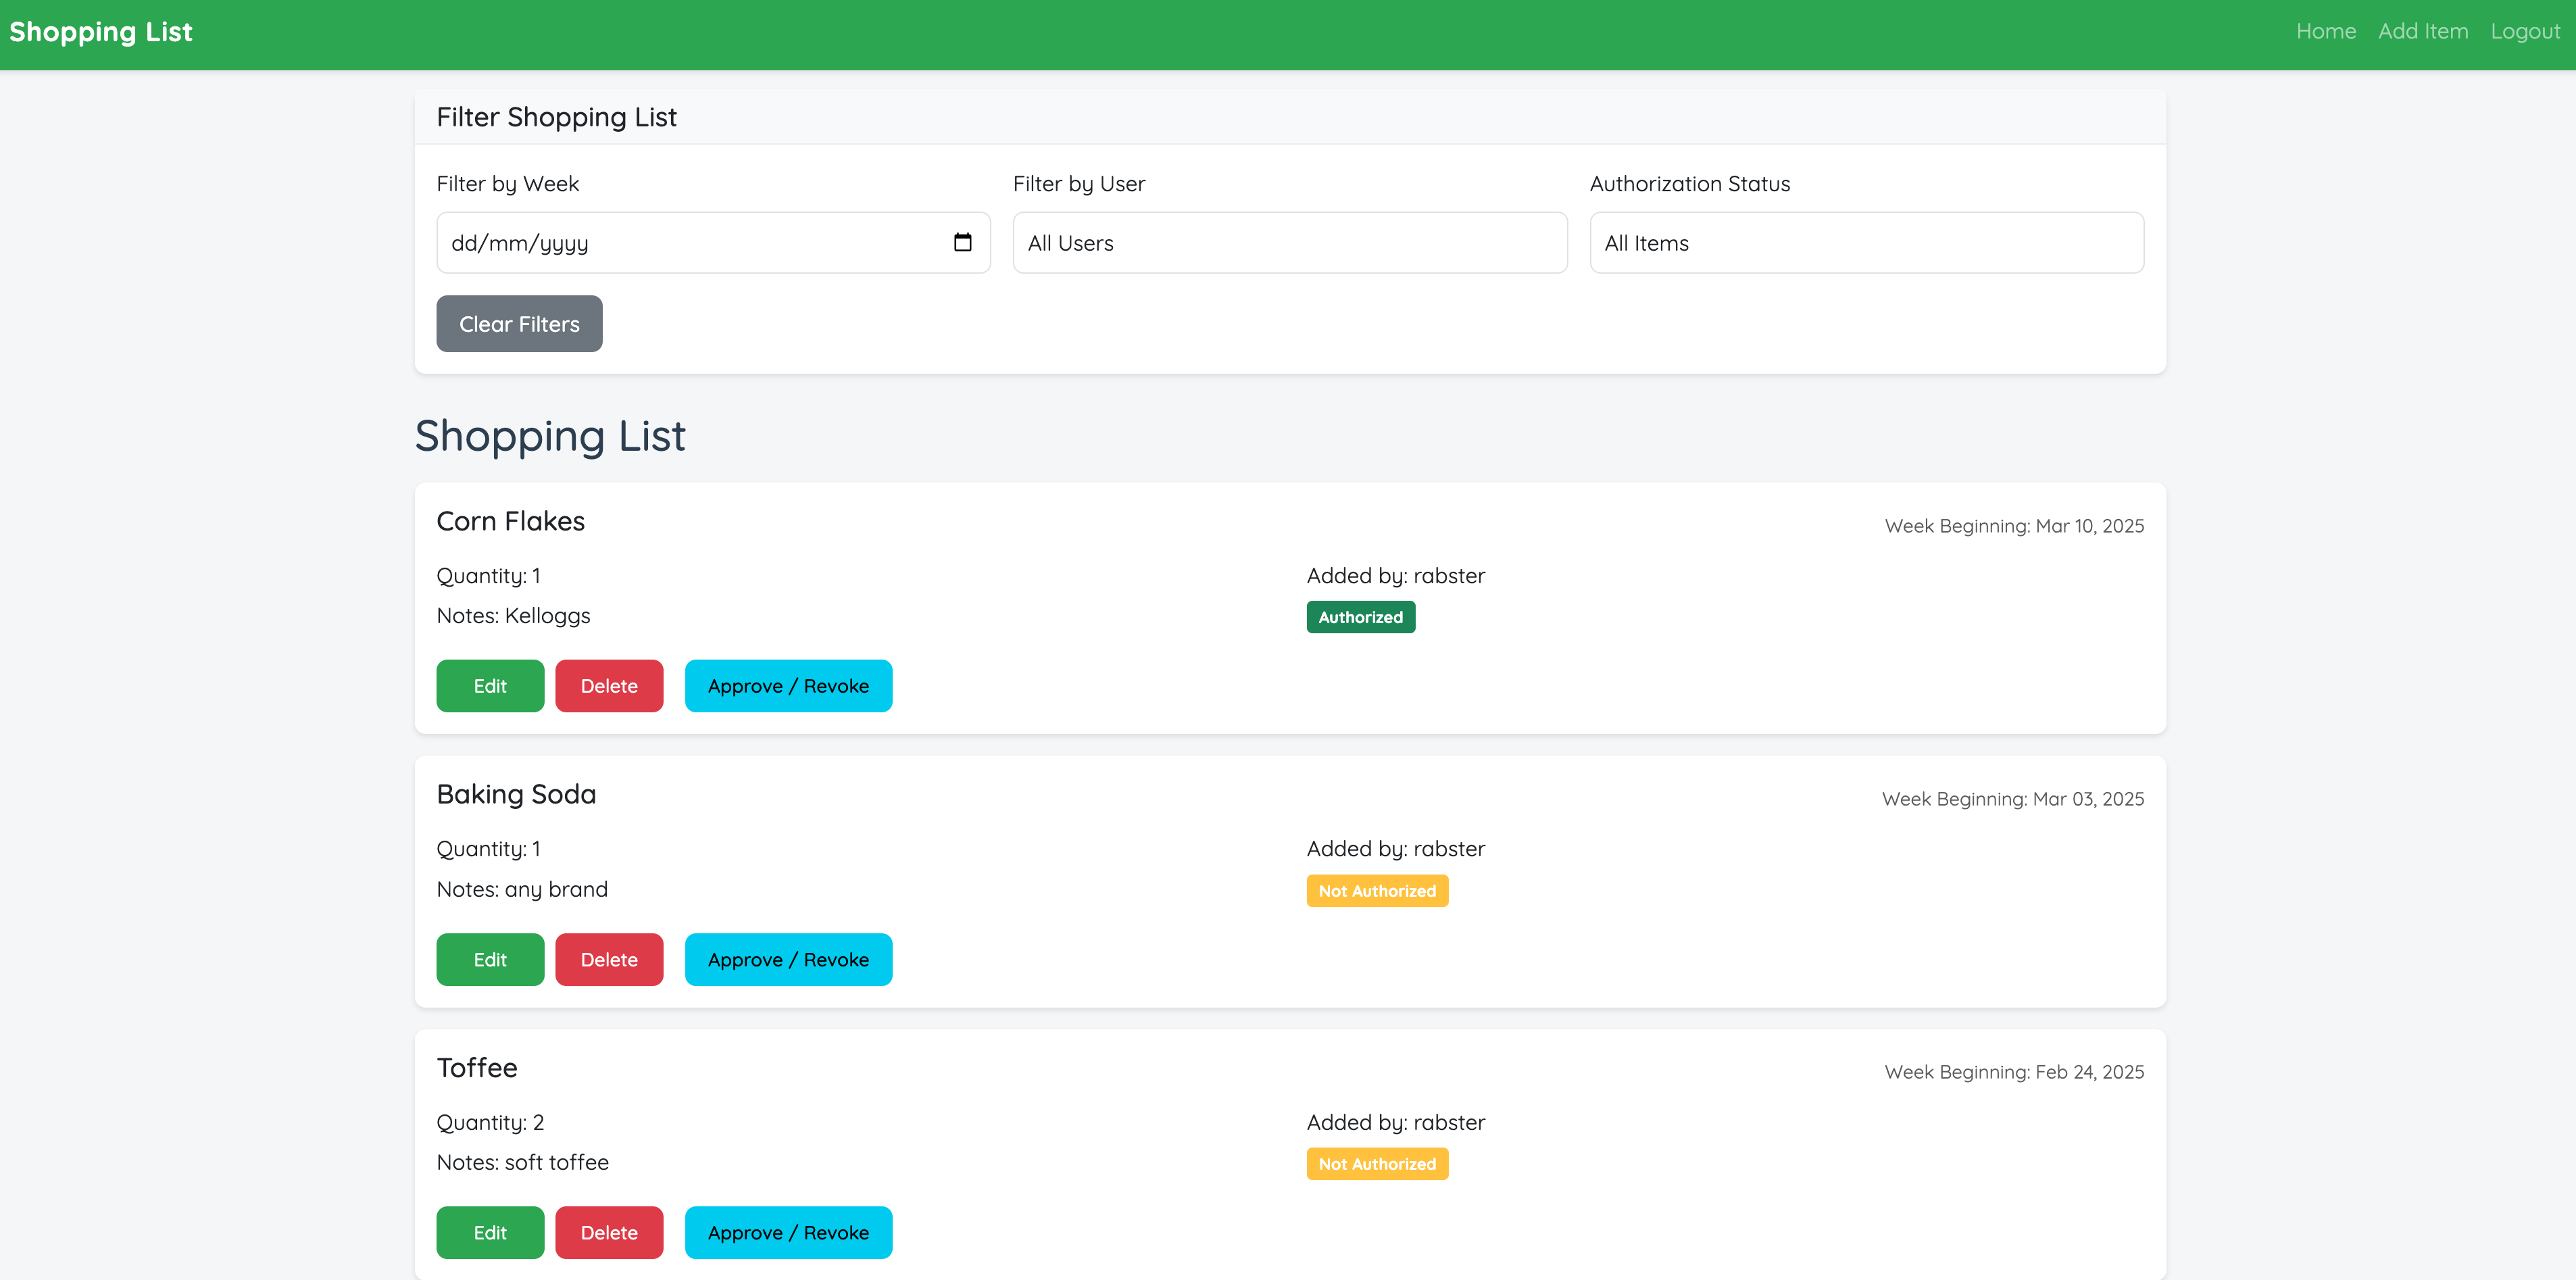 Shopping List
Home Add Item Logout
Filter Shopping List
Filter by Week Filter by User Authorization Status
dd/mm/yyyy All Users All Items
Clear Filters
Shopping List
Corn Flakes Week Beginning: Mar 10, 2025
Quantity: 1 Added by: rabster
Notes: Kelloggs Authorized
Edit Delete Approve / Revoke
Baking Soda Week Beginning: Mar 03, 2025
Quantity: 1 Added by: rabster
Notes: any brand Not Authorized
Edit Delete Approve / Revoke
Toffee Week Beginning: Feb 24, 2025
Quantity: 2 Added by: rabster
Notes: soft toffee Not Authorized
Edit Delete Approve / Revoke